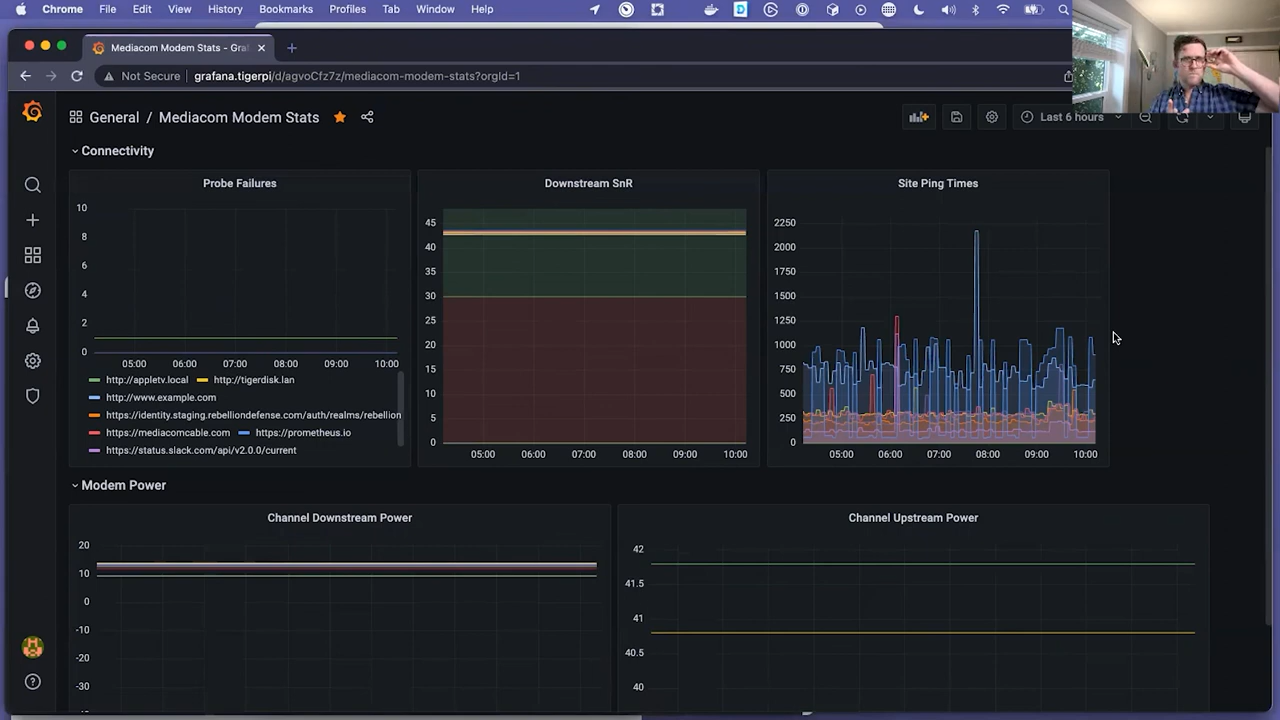 Chrome File Edit View History Bookmarks Profiles Tab Window Help
Mediacom Modem Stats - Gra
Not Secure grafana.tigerpi/d/agvoCfz7z/mediacom-modem-stats?orgId=1
General / Mediacom Modem Stats
Last 6 hours
Connectivity
Probe Failures
10
8
6
4
2
0
05:00 06:00 07:00 08:00 09:00 10:00
http://appletv.local http://tigerdisk.lan
http://www.example.com
https://identity.staging.rebelliondefense.com/auth/realms/rebellion
https://mediacomcable.com https://prometheus.io
https://status.slack.com/api/v2.0.0/current
Downstream SnR
45
40
35
30
25
20
15
10
5
0
05:00 06:00 07:00 08:00 09:00 10:00
Site Ping Times
2250
2000
1750
1500
1250
1000
750
500
250
0
05:00 06:00 07:00 08:00 09:00 10:00
Modem Power
Channel Downstream Power
20
10
0
-10
-20
-30
Channel Upstream Power
42
41.5
41
40.5
40